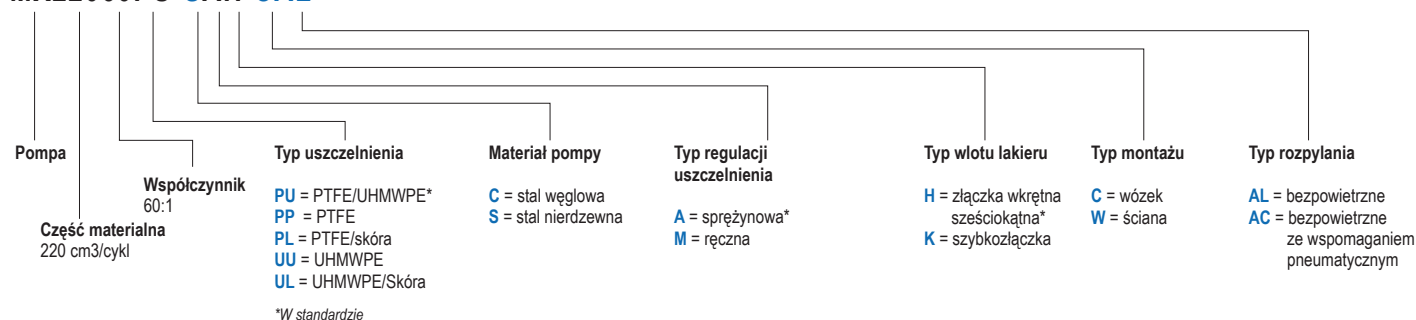 Pompa
Część materialna
220 cm3/cykl
Współczynnik
60:1
Typ uszczelnienia
PU = PTFE/UHMWPE*
PP = PTFE
PL = PTFE/skóra
UU = UHMWPE
UL = UHMWPE/Skóra
*W standardzie
Materiał pompy
C = stal węglowa
S = stal nierdzewna
Typ regulacji
uszczelnienia
A = sprężynowa*
M = ręczna
Typ wlotu lakieru
H = złączka wkrętna
sześciokątna*
K = szybkozłączka
Typ montażu
C = wózek
W = ściana
Typ rozpylania
AL = bezpowietrzne
AC = bezpowietrzne
ze wspomaganiem
pneumatycznym